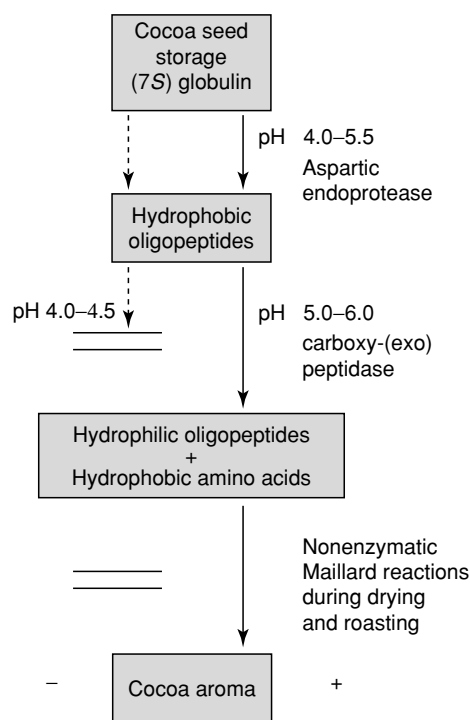 Cocoa seed
storage
(7S) globulin
pH 4.0–5.5
Aspartic
endoprotease
Hydrophobic
oligopeptides
pH 4.0–4.5
pH 5.0–6.0
carboxy-(exo)
peptidase
Hydrophilic oligopeptides
+
Hydrophobic amino acids
Nonenzymatic
Maillard reactions
during drying
and roasting
– Cocoa aroma +